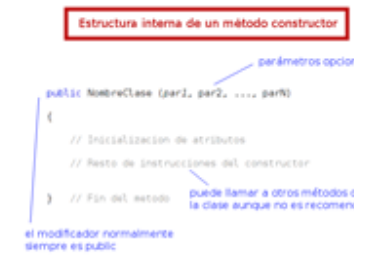 Estructura interna de un método constructor
parámetros opcion
public NombreClase (par1, par2, ..., parN)
{
// Inicializacion de atributos
// Resto de instrucciones del constructor
puede llamar a otros métodos d
la clase aunque no es recomen
} // Fin del metodo
el modificador normalmente
siempre es public